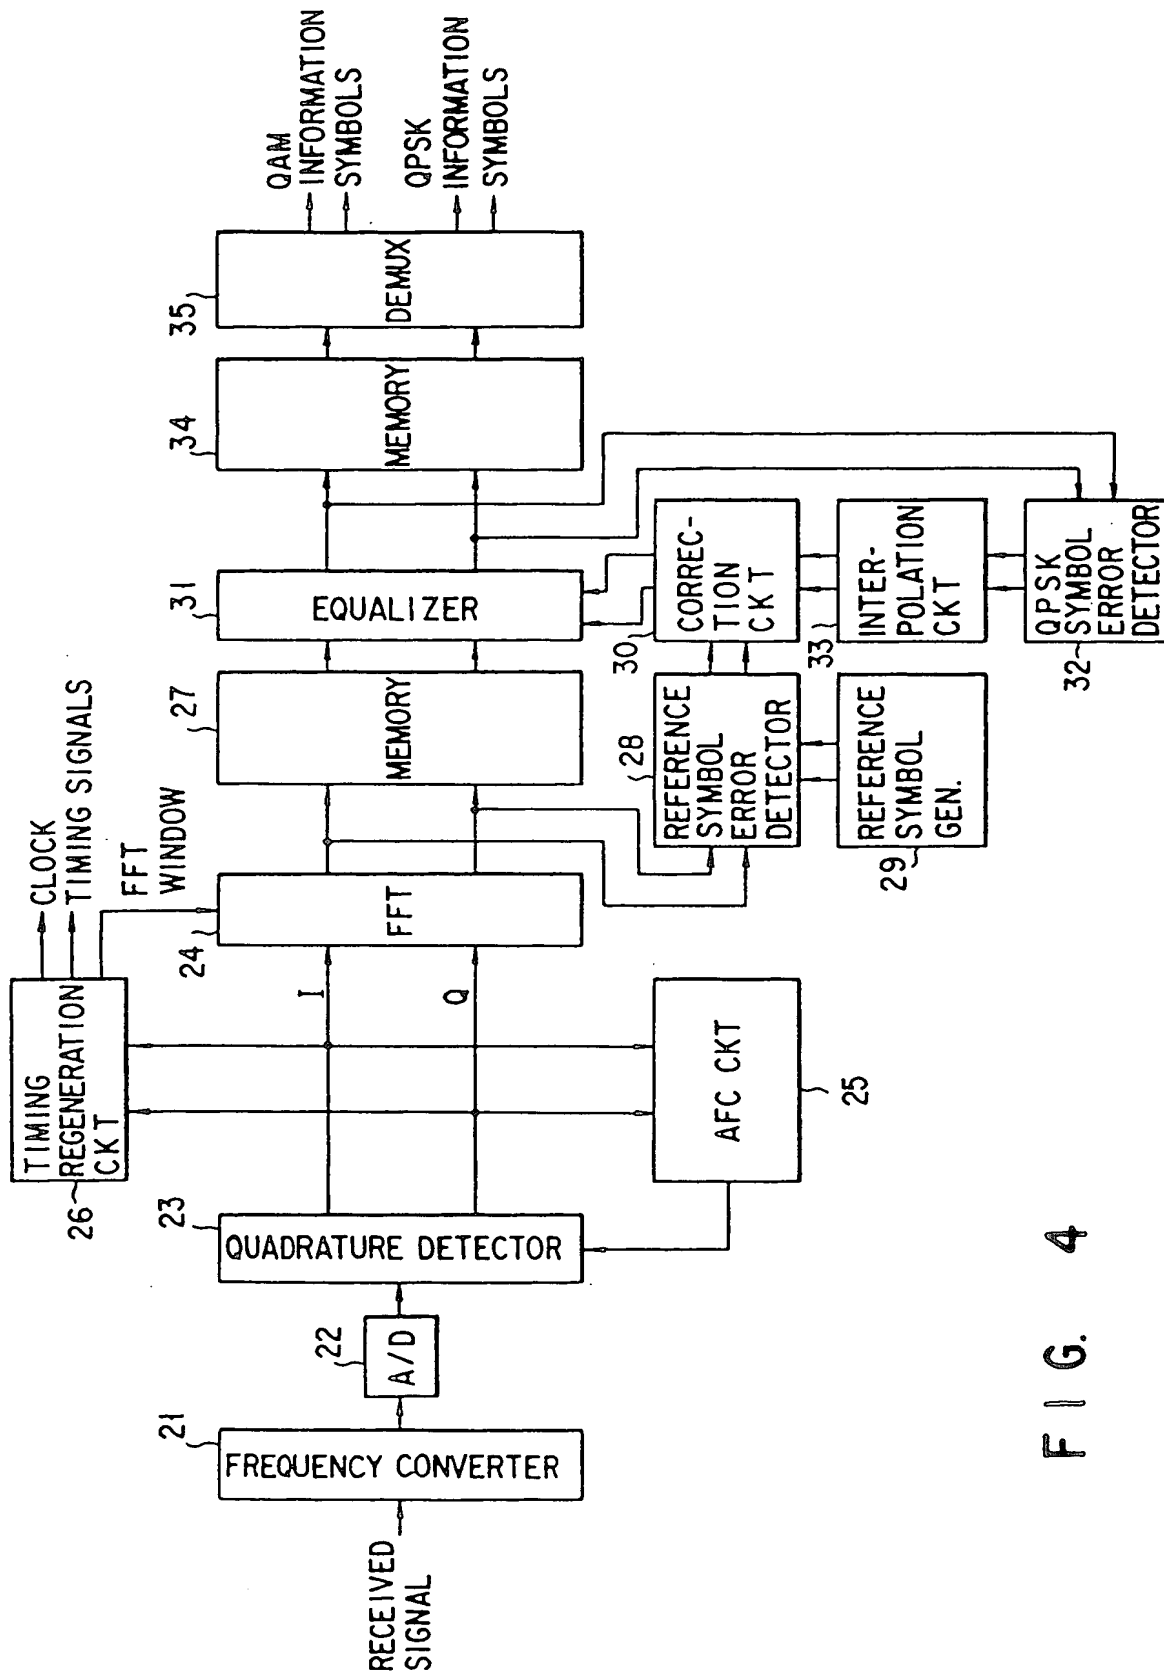 RECEIVED
SIGNAL
21
FREQUENCY CONVERTER
22
A/D
23
QUADRATURE DETECTOR
26
TIMING
REGENERATION
CKT
CLOCK
TIMING SIGNALS
FFT
WINDOW
I
Q
25
AFC CKT
24
FFT
27
MEMORY
28
REFERENCE
SYMBOL
ERROR
DETECTOR
29
REFERENCE
SYMBOL
GEN.
31
EQUALIZER
30
CORREC-
TION
CKT
33
INTER-
POLATION
CKT
32
QPSK
SYMBOL
ERROR
DETECTOR
34
MEMORY
35
DEMUX
QAM
INFORMATION
SYMBOLS
QPSK
INFORMATION
SYMBOLS
FIG. 4